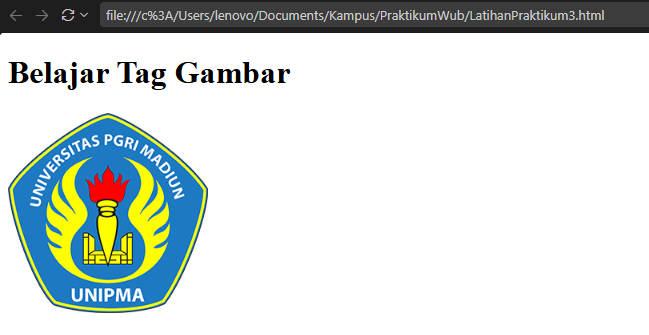 file:///c%3A/Users/lenovo/Documents/Kampus/PraktikumWub/LatihanPraktikum3.html
Belajar Tag Gambar
UNIVERSITAS PGRI MADIUN
UNIPMA